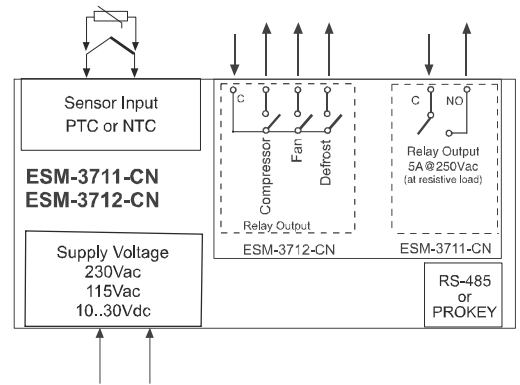 Sensor Input
PTC or NTC
ESM-3711-CN
ESM-3712-CN
Supply Voltage
230Vac
115Vac
10..30Vdc
C
Compressor
Fan
Defrost
Relay Output
ESM-3712-CN
C NO
Relay Output
5A@250Vac
(at resistive load)
ESM-3711-CN
RS-485
or
PROKEY